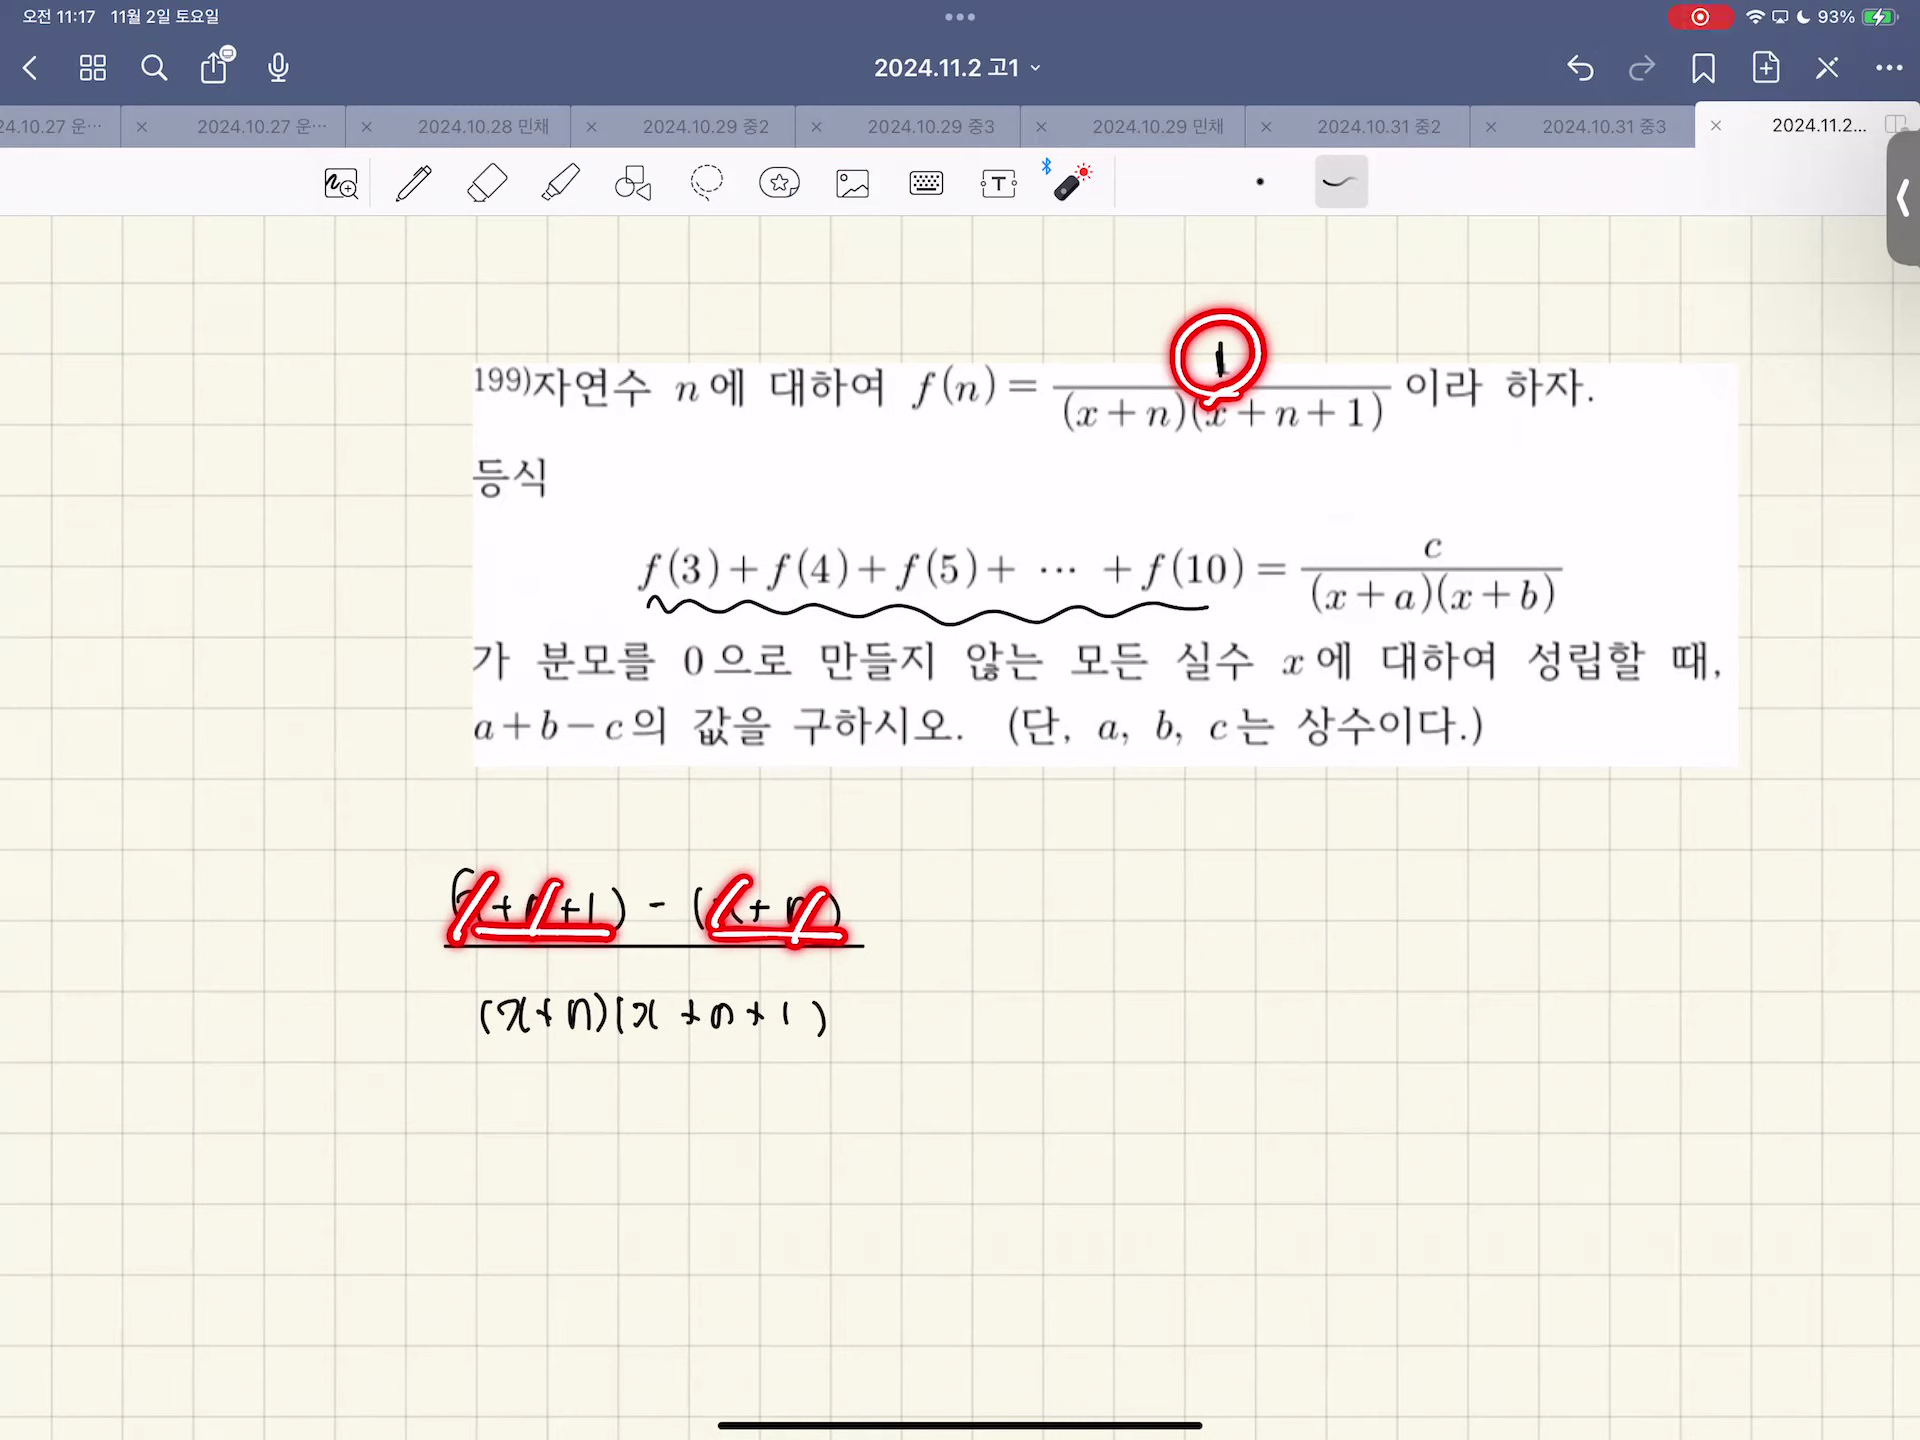 오전 11:17 11월 2일 토요일
93%
2024.11.2 고1
24.10.27 운··· 2024.10.27 운··· 2024.10.28 민채 2024.10.29 중2 2024.10.29 중3 2024.10.29 민채 2024.10.31 중2 2024.10.31 중3 2024.11.2...
199)자연수 n에 대하여 f(n)= 1/((x+n)(x+n+1)) 이라 하자.
등식
f(3)+f(4)+f(5)+ ··· +f(10)= c/((x+a)(x+b))
가 분모를 0으로 만들지 않는 모든 실수 x에 대하여 성립할 때,
a+b−c의 값을 구하시오. (단, a, b, c는 상수이다.)
(x+n+1) - (x+n)
(x+n)(x+n+1)